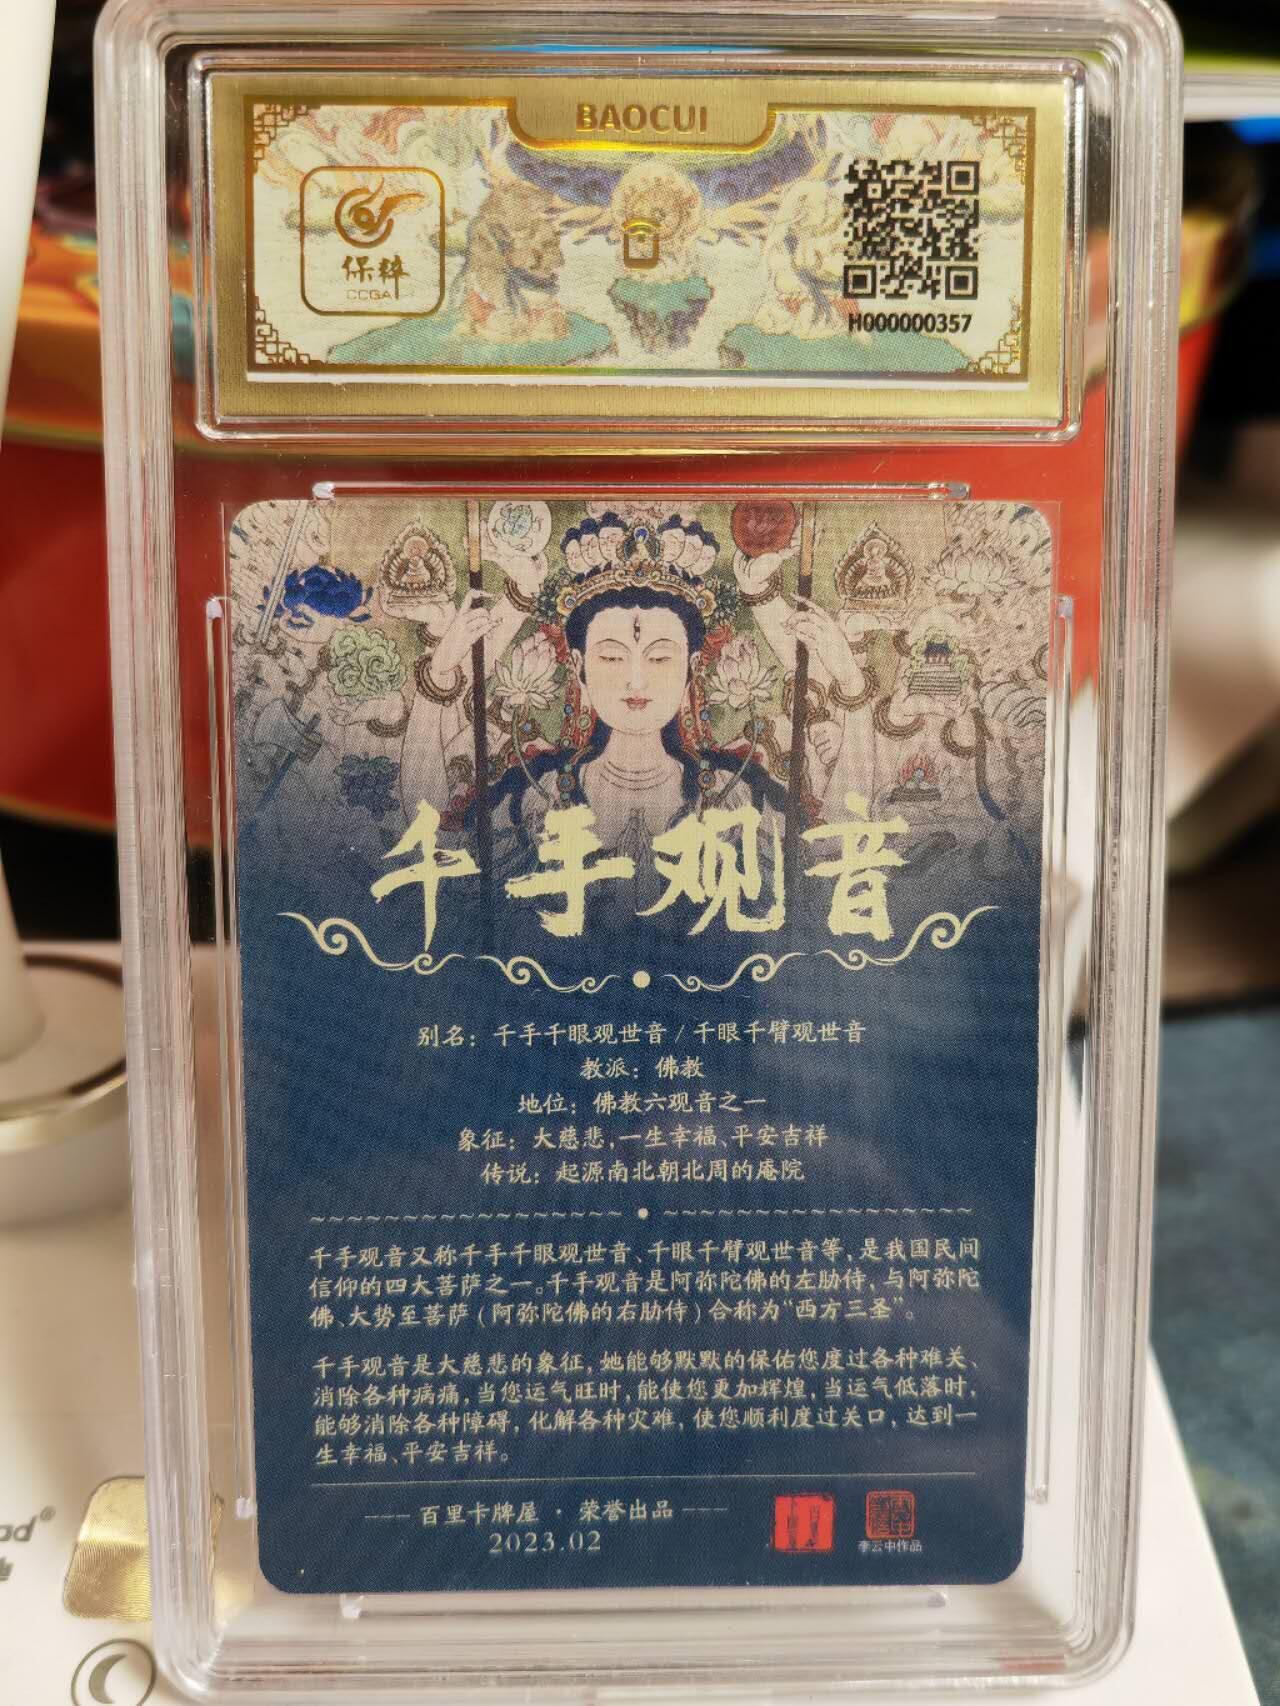 BAOCUI
保粹
CCGA
H000000357
千手观音
别名：千手千眼观世音 / 千眼千臂观世音
教派：佛教
地位：佛教六观音之一
象征：大慈悲,一生幸福、平安吉祥
传说：起源南北朝北周的庵院
千手观音又称千手千眼观世音、千眼千臂观世音等，是我国民间
信仰的四大菩萨之一。千手观音是阿弥陀佛的左肋侍，与阿弥陀
佛、大势至菩萨（阿弥陀佛的右肋侍）合称为“西方三圣”。
千手观音是大慈悲的象征，她能够默默的保佑您度过各种难关、
消除各种病痛，当您运气旺时，能使您更加辉煌，当运气低落时，
能够消除各种障碍，化解各种灾难，使您顺利度过关口，达到一
生幸福、平安吉祥。
--- 百里卡牌屋 · 荣誉出品 ---
2023.02
李云中作品